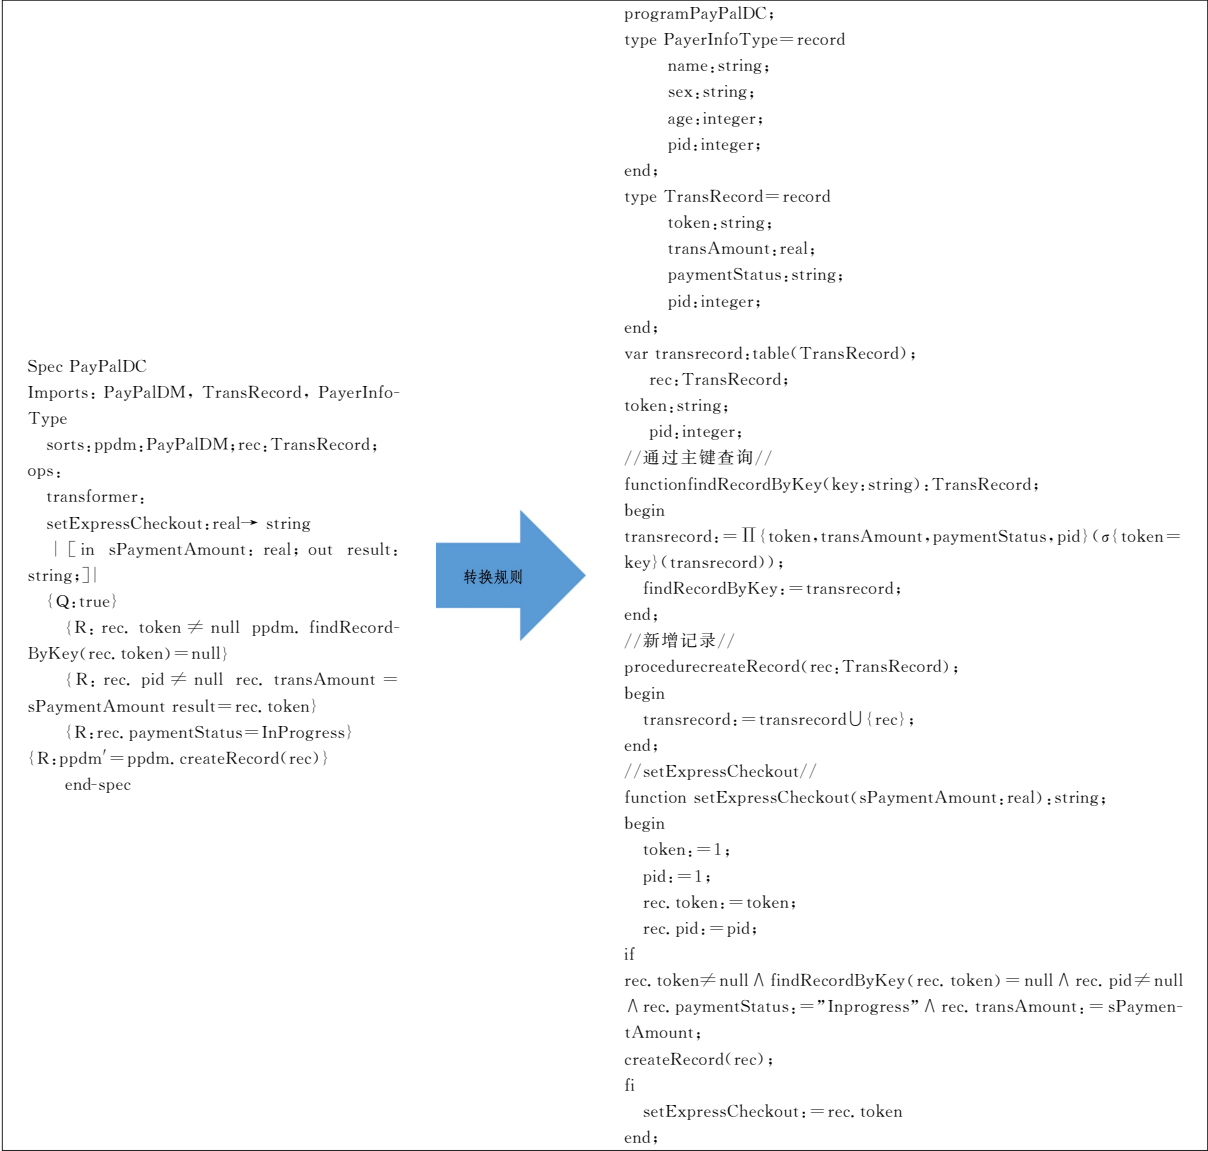 Spec PayPalDC
Imports: PayPalDM, TransRecord, PayerInfo-
Type
sorts:ppdm:PayPalDM;rec:TransRecord;
ops:
transformer:
setExpressCheckout:real→ string
|[in sPaymentAmount: real; out result:
string;]|
{Q:true}
{R: rec. token ≠ null ppdm. findRecord-
ByKey(rec. token)=null}
{R: rec. pid ≠ null rec. transAmount =
sPaymentAmount result=rec. token}
{R:rec. paymentStatus=InProgress}
{R:ppdm′=ppdm. createRecord(rec)}
end-spec
转换规则
programPayPalDC;
type PayerInfoType=record
name:string;
sex:string;
age:integer;
pid:integer;
end;
type TransRecord=record
token:string;
transAmount:real;
paymentStatus:string;
pid:integer;
end;
var transrecord:table(TransRecord);
rec:TransRecord;
token:string;
pid:integer;
//通过主键查询//
functionfindRecordByKey(key:string):TransRecord;
begin
transrecord:=∏{token,transAmount,paymentStatus,pid}(σ{token=
key}(transrecord));
findRecordByKey:=transrecord;
end;
//新增记录//
procedurecreateRecord(rec:TransRecord);
begin
transrecord:=transrecord∪{rec};
end;
//setExpressCheckout//
function setExpressCheckout(sPaymentAmount:real):string;
begin
token:=1;
pid:=1;
rec. token:=token;
rec. pid:=pid;
if
rec. token≠null∧findRecordByKey(rec. token)=null∧rec. pid≠null
∧rec. paymentStatus:=”Inprogress”∧rec. transAmount:=sPaymen-
tAmount;
createRecord(rec);
fi
setExpressCheckout:=rec. token
end;